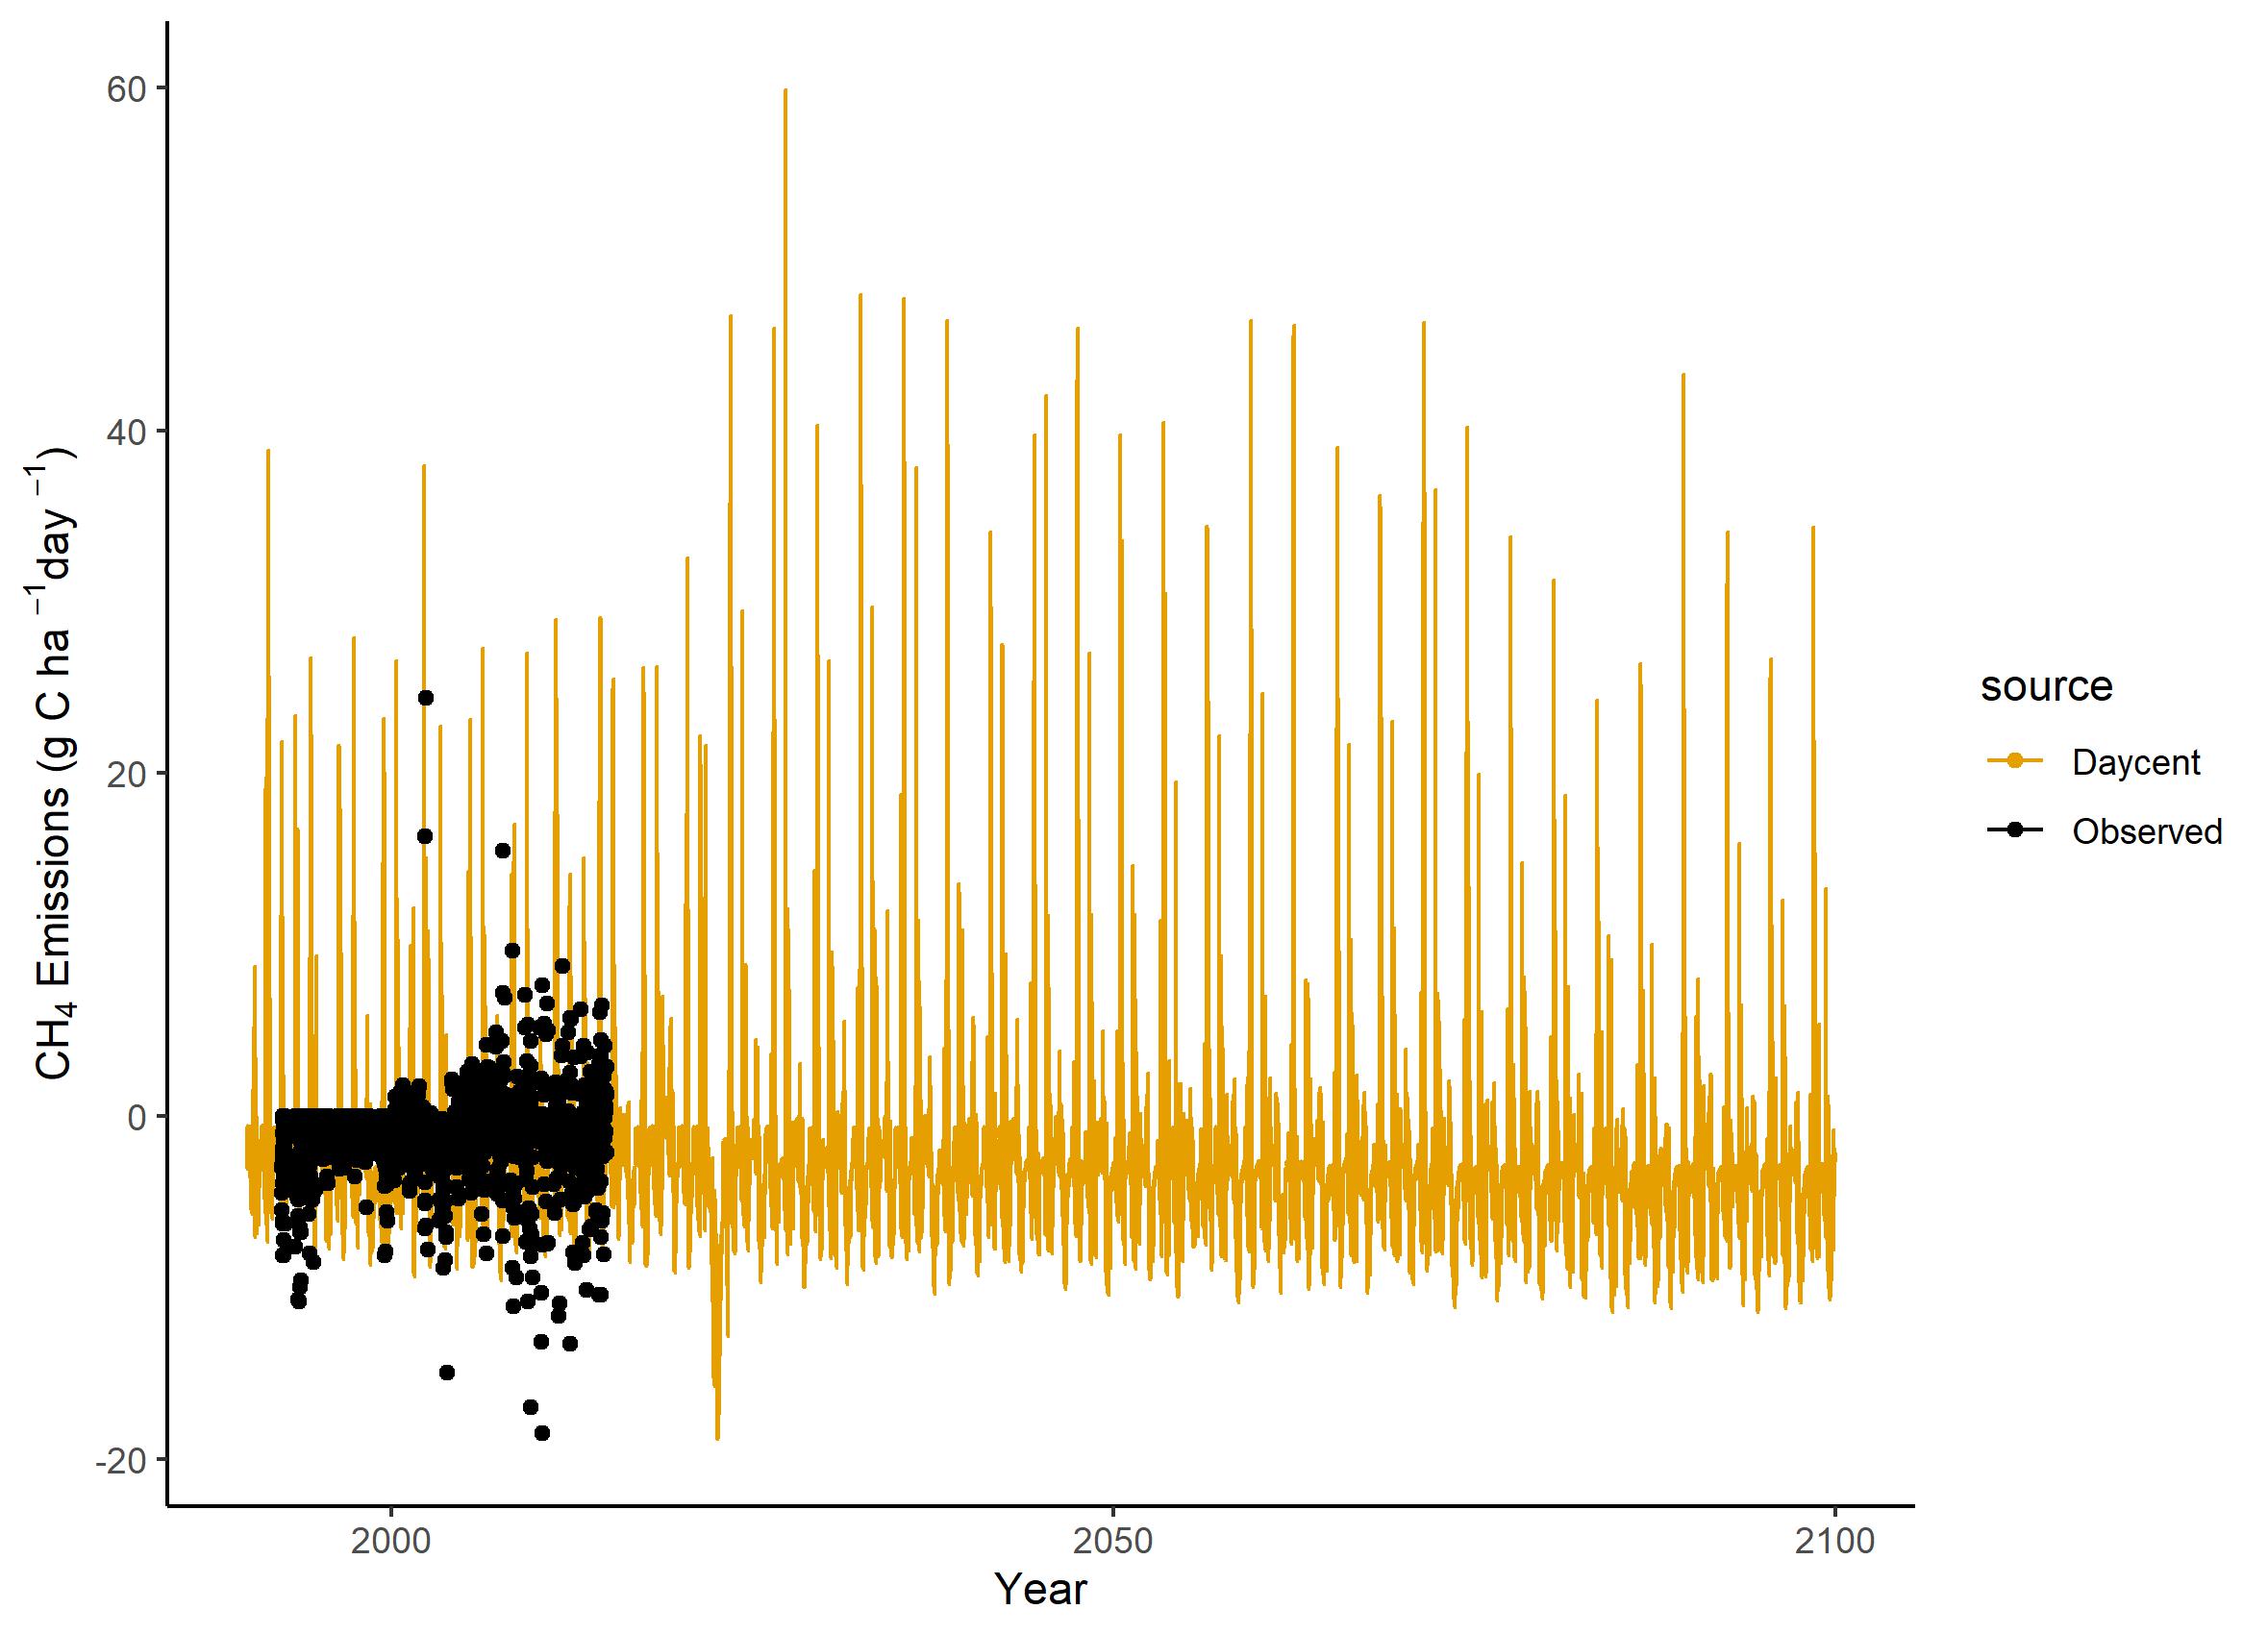 60
40
20
0
-20
CH₄ Emissions (g C ha ⁻¹day ⁻¹)
2000 2050 2100
Year
source
Daycent
Observed